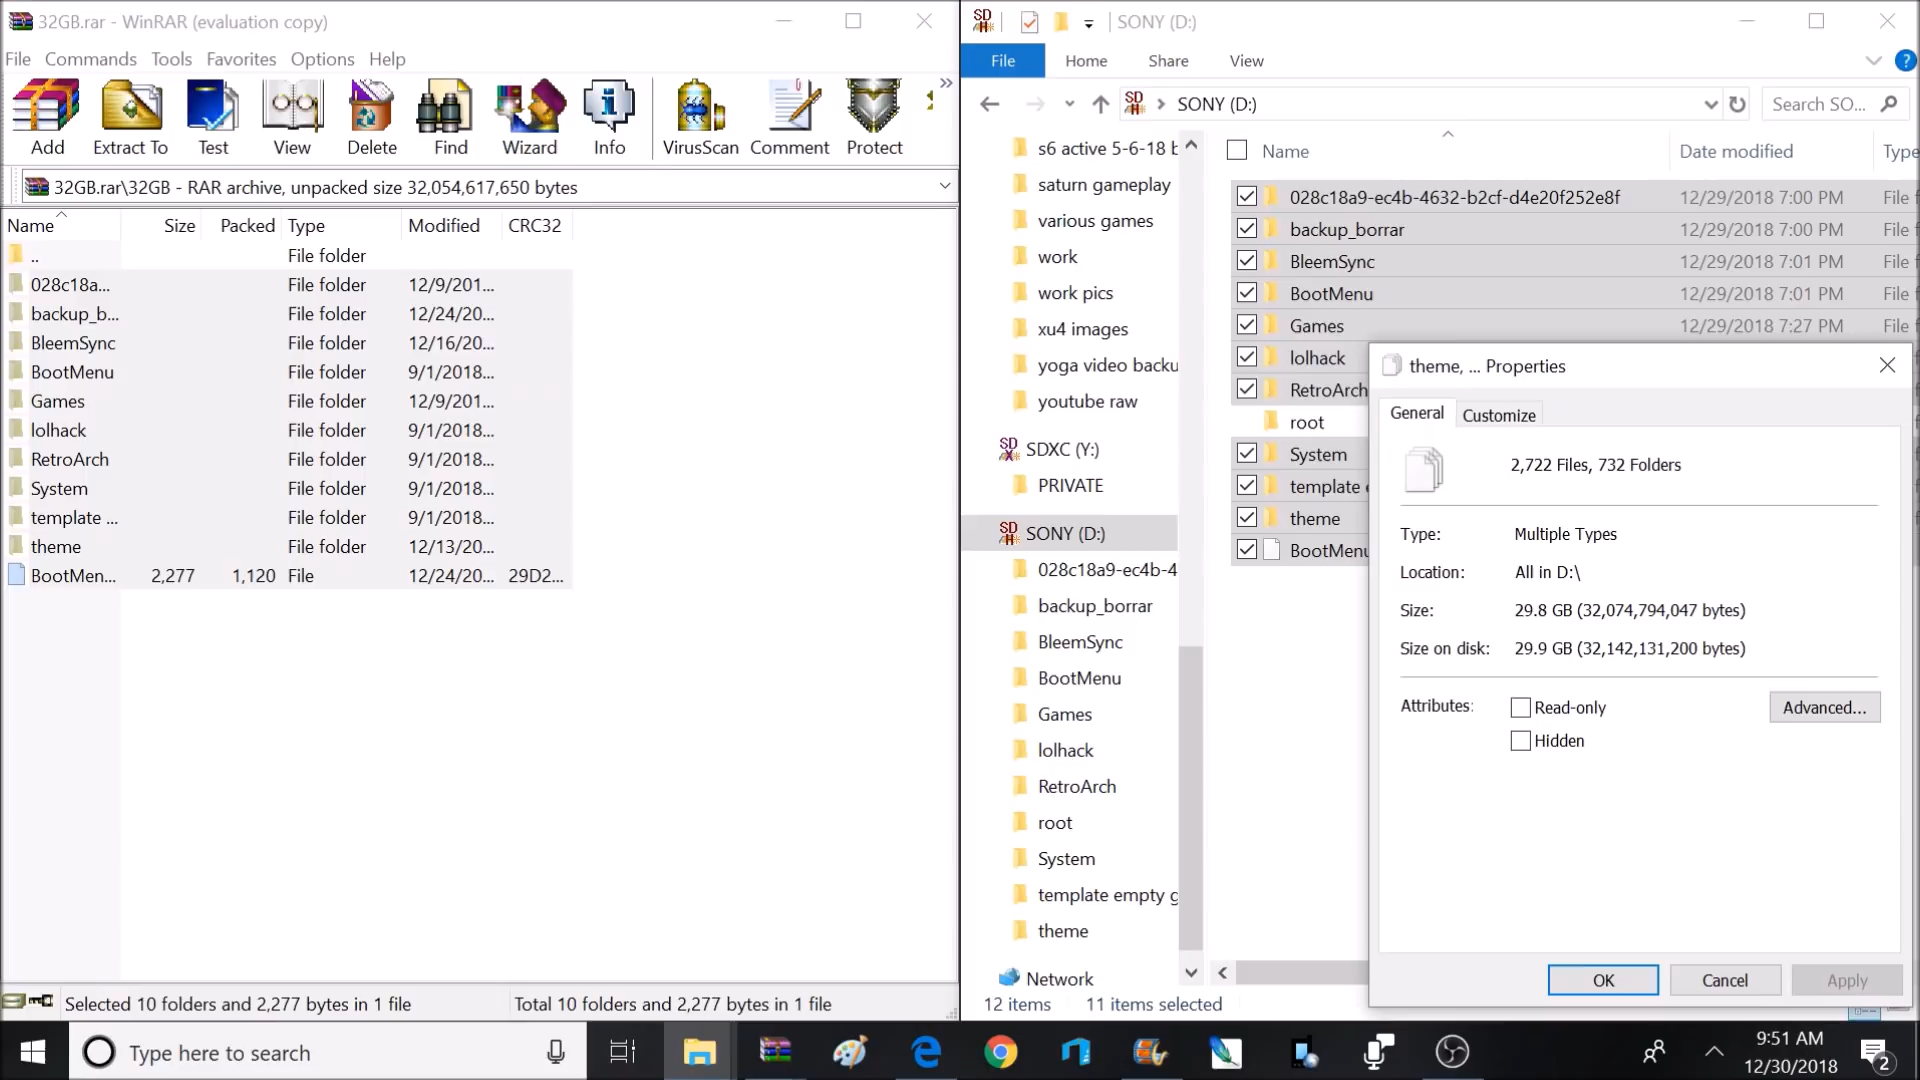 32GB.rar - WinRAR (evaluation copy)
File Commands Tools Favorites Options Help
Add Extract To Test View Delete Find Wizard Info VirusScan Comment Protect
32GB.rar\32GB - RAR archive, unpacked size 32,054,617,650 bytes
Name Size Packed Type Modified CRC32
.. File folder
028c18a... File folder 12/9/201...
backup_b... File folder 12/24/20...
BleemSync File folder 12/16/20...
BootMenu File folder 9/1/2018...
Games File folder 12/9/201...
lolhack File folder 9/1/2018...
RetroArch File folder 9/1/2018...
System File folder 9/1/2018...
template ... File folder 9/1/2018...
theme File folder 12/13/20...
BootMen... 2,277 1,120 File 12/24/20... 29D2...
Selected 10 folders and 2,277 bytes in 1 file Total 10 folders and 2,277 bytes in 1 file
SD SONY (D:)
File Home Share View ?
SD SONY (D:) Search SO...
s6 active 5-6-18 b
saturn gameplay
various games
work
work pics
xu4 images
yoga video backu
youtube raw
SD SDXC (Y:)
PRIVATE
SD SONY (D:)
028c18a9-ec4b-4
backup_borrar
BleemSync
BootMenu
Games
lolhack
RetroArch
root
System
template empty g
theme
Network
Name Date modified Type
028c18a9-ec4b-4632-b2cf-d4e20f252e8f 12/29/2018 7:00 PM File f
backup_borrar 12/29/2018 7:00 PM File f
BleemSync 12/29/2018 7:01 PM File f
BootMenu 12/29/2018 7:01 PM File f
Games 12/29/2018 7:27 PM File f
lolhack
RetroArch
root
System
template e
theme
BootMenu
12 items 11 items selected
theme, ... Properties
General Customize
2,722 Files, 732 Folders
Type: Multiple Types
Location: All in D:\
Size: 29.8 GB (32,074,794,047 bytes)
Size on disk: 29.9 GB (32,142,131,200 bytes)
Attributes: Read-only Advanced...
Hidden
OK Cancel Apply
Type here to search
9:51 AM
12/30/2018
2